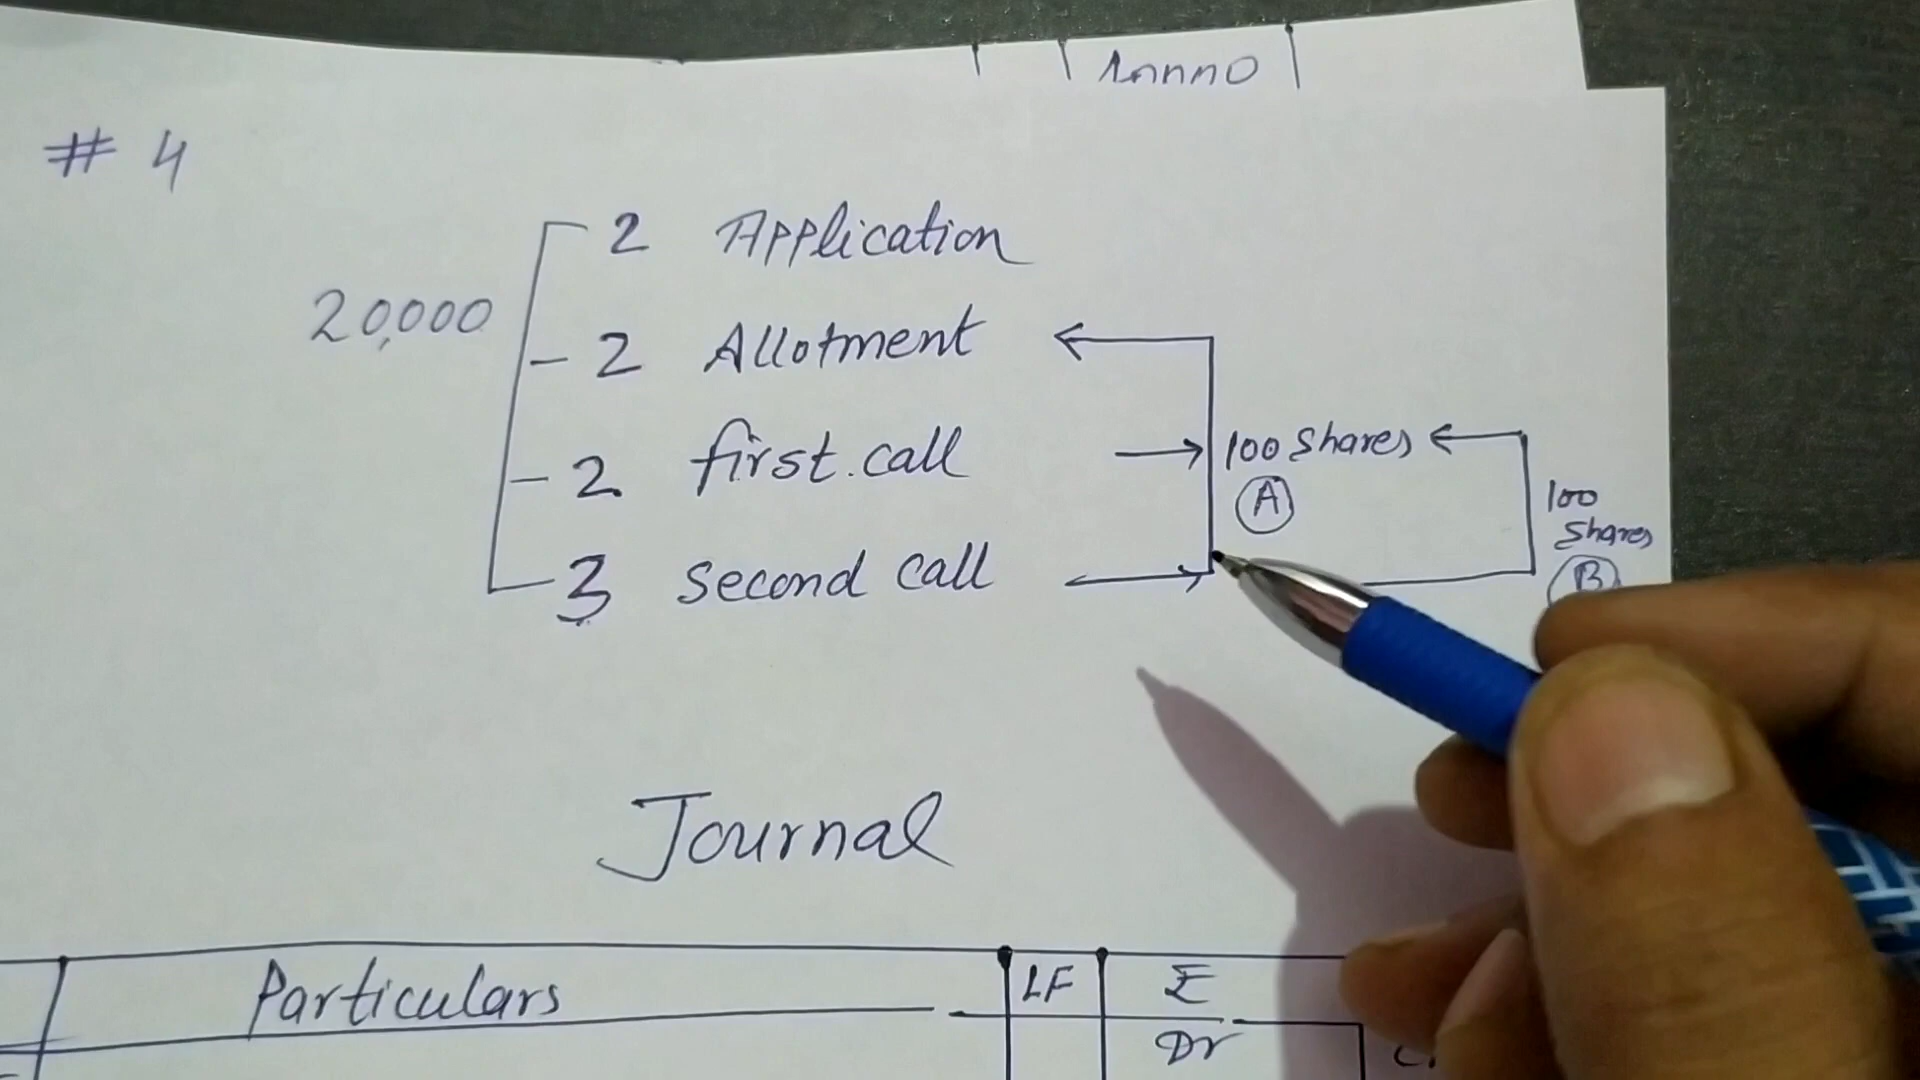 # 4
20,000
2 Application
2 Allotment
2 first call
100 Shares
A
100
Shares
B
3 Second Call
Journal
Particulars
LF
Dr